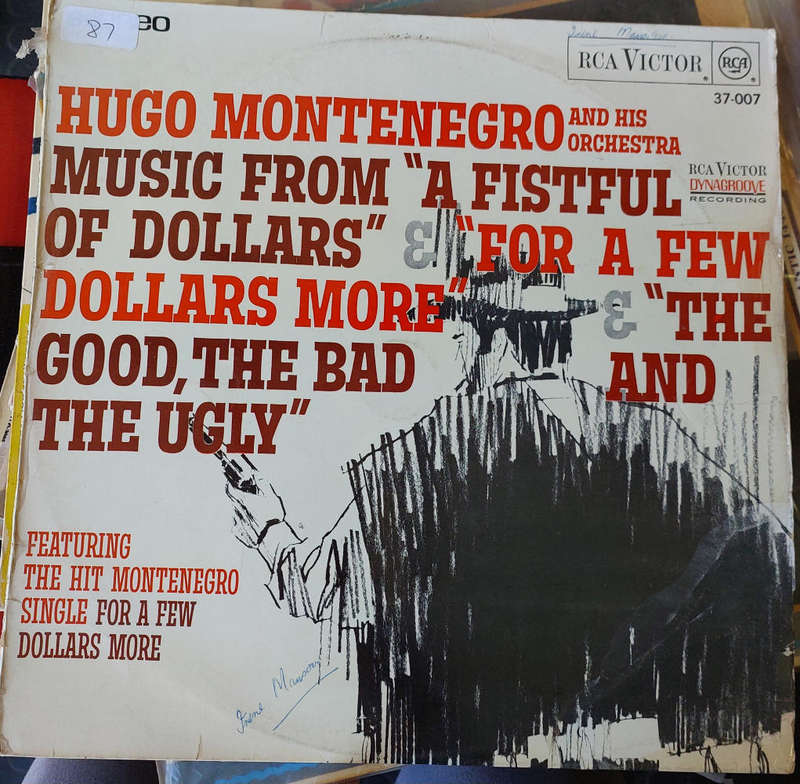 87
eo
RCA VICTOR
RCA
37-007
HUGO MONTENEGRO AND HIS ORCHESTRA
MUSIC FROM "A FISTFUL
RCA VICTOR
DYNAGROOVE
RECORDING
OF DOLLARS" & "FOR A FEW
DOLLARS MORE" & "THE
GOOD, THE BAD AND
THE UGLY"
FEATURING
THE HIT MONTENEGRO
SINGLE FOR A FEW
DOLLARS MORE
Irene